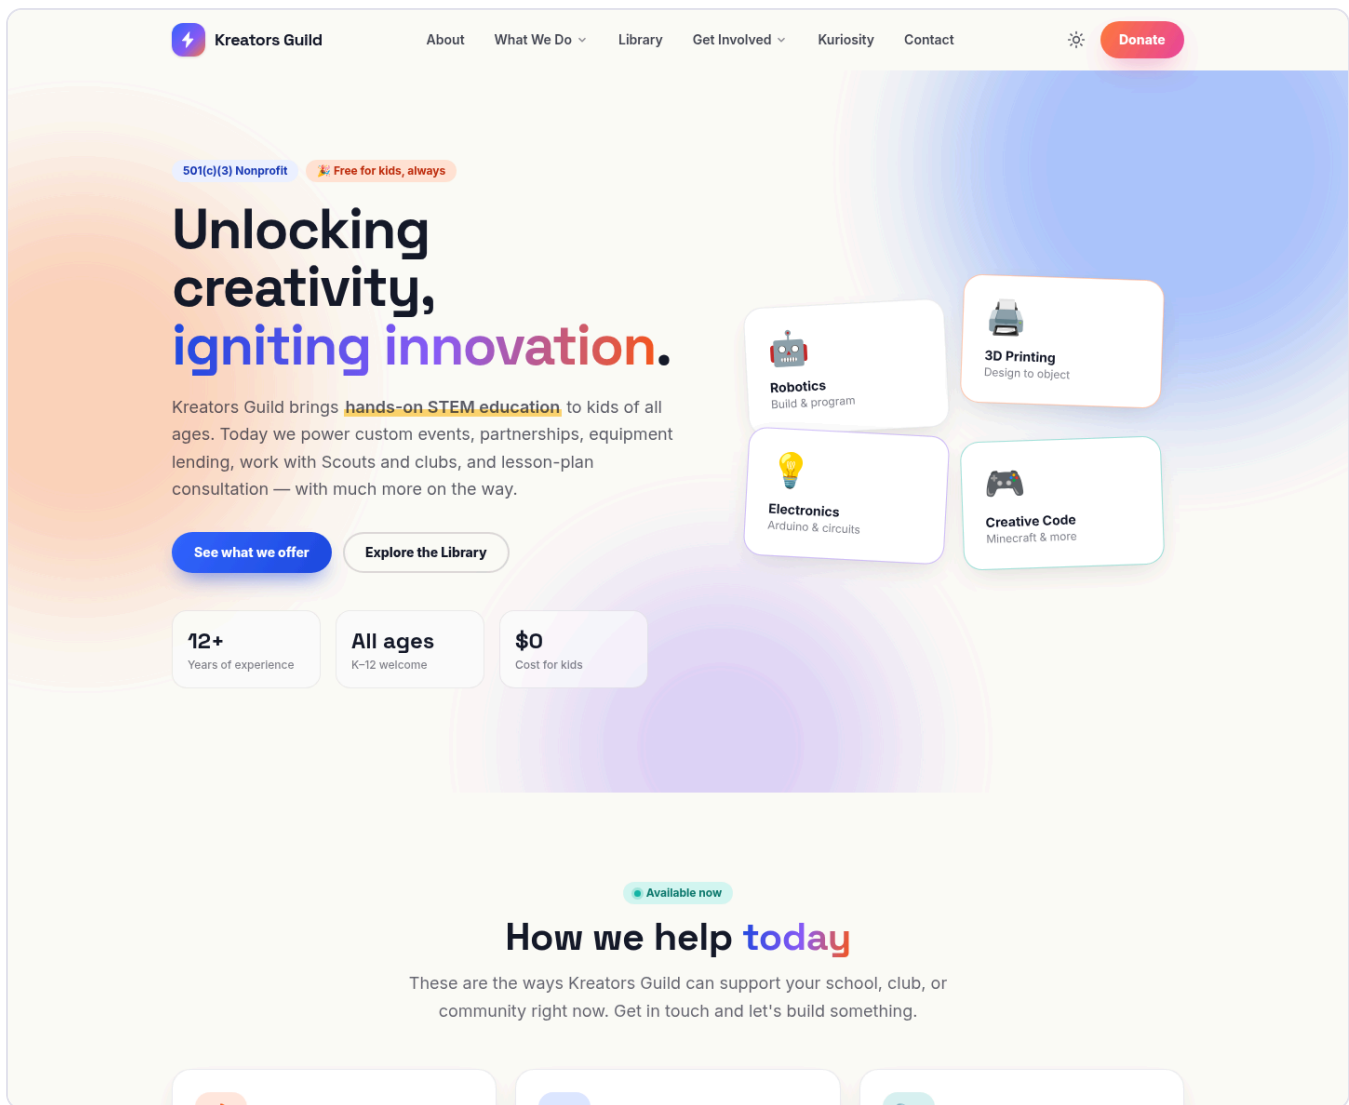 Kreators Guild
About
What We Do
Library
Get Involved
Kuriosity
Contact
Donate
501(c)(3) Nonprofit
🎉 Free for kids, always
Unlocking
creativity,
igniting innovation.
Kreators Guild brings hands-on STEM education to kids of all
ages. Today we power custom events, partnerships, equipment
lending, work with Scouts and clubs, and lesson-plan
consultation — with much more on the way.
See what we offer
Explore the Library
12+
Years of experience
All ages
K–12 welcome
$0
Cost for kids
Robotics
Build & program
3D Printing
Design to object
Electronics
Arduino & circuits
Creative Code
Minecraft & more
Available now
How we help today
These are the ways Kreators Guild can support your school, club, or
community right now. Get in touch and let's build something.